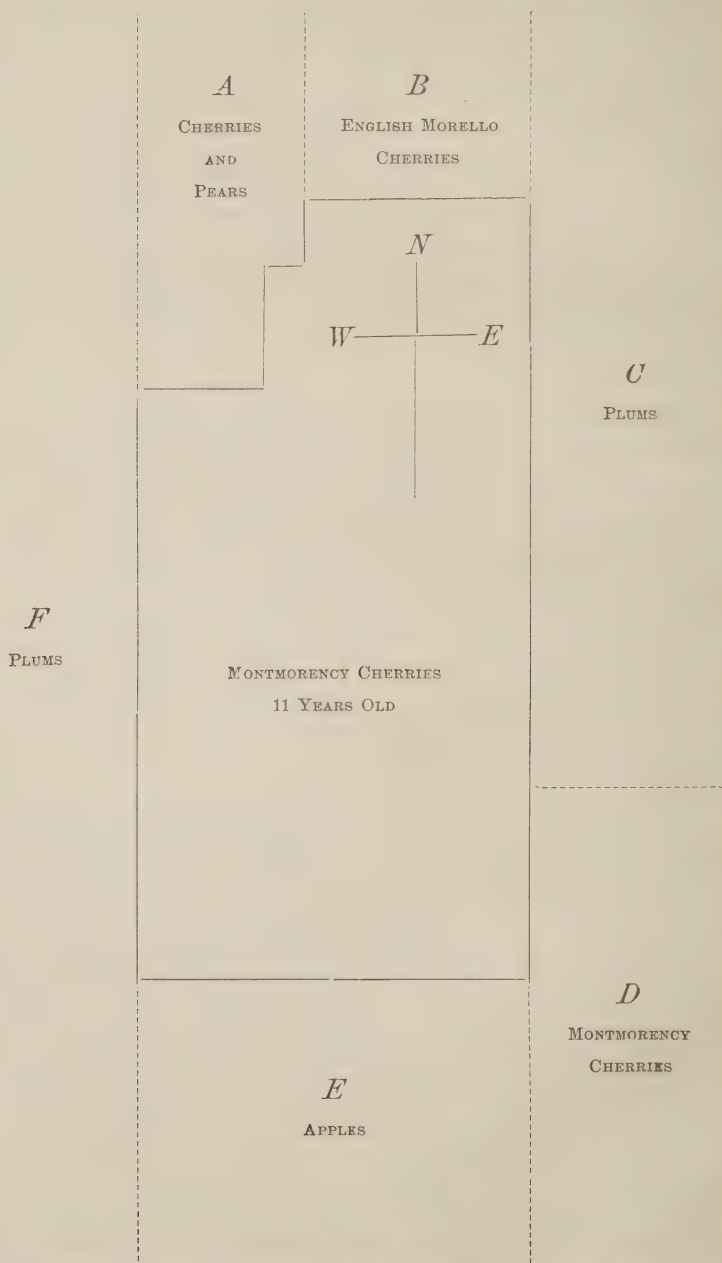 A
CHERRIES
AND
PEARS
B
ENGLISH MORELLO
CHERRIES
N
W
E
C
PLUMS
F
PLUMS
MONTMORENCY CHERRIES
11 YEARS OLD
D
MONTMORENCY
CHERRIES
E
APPLES